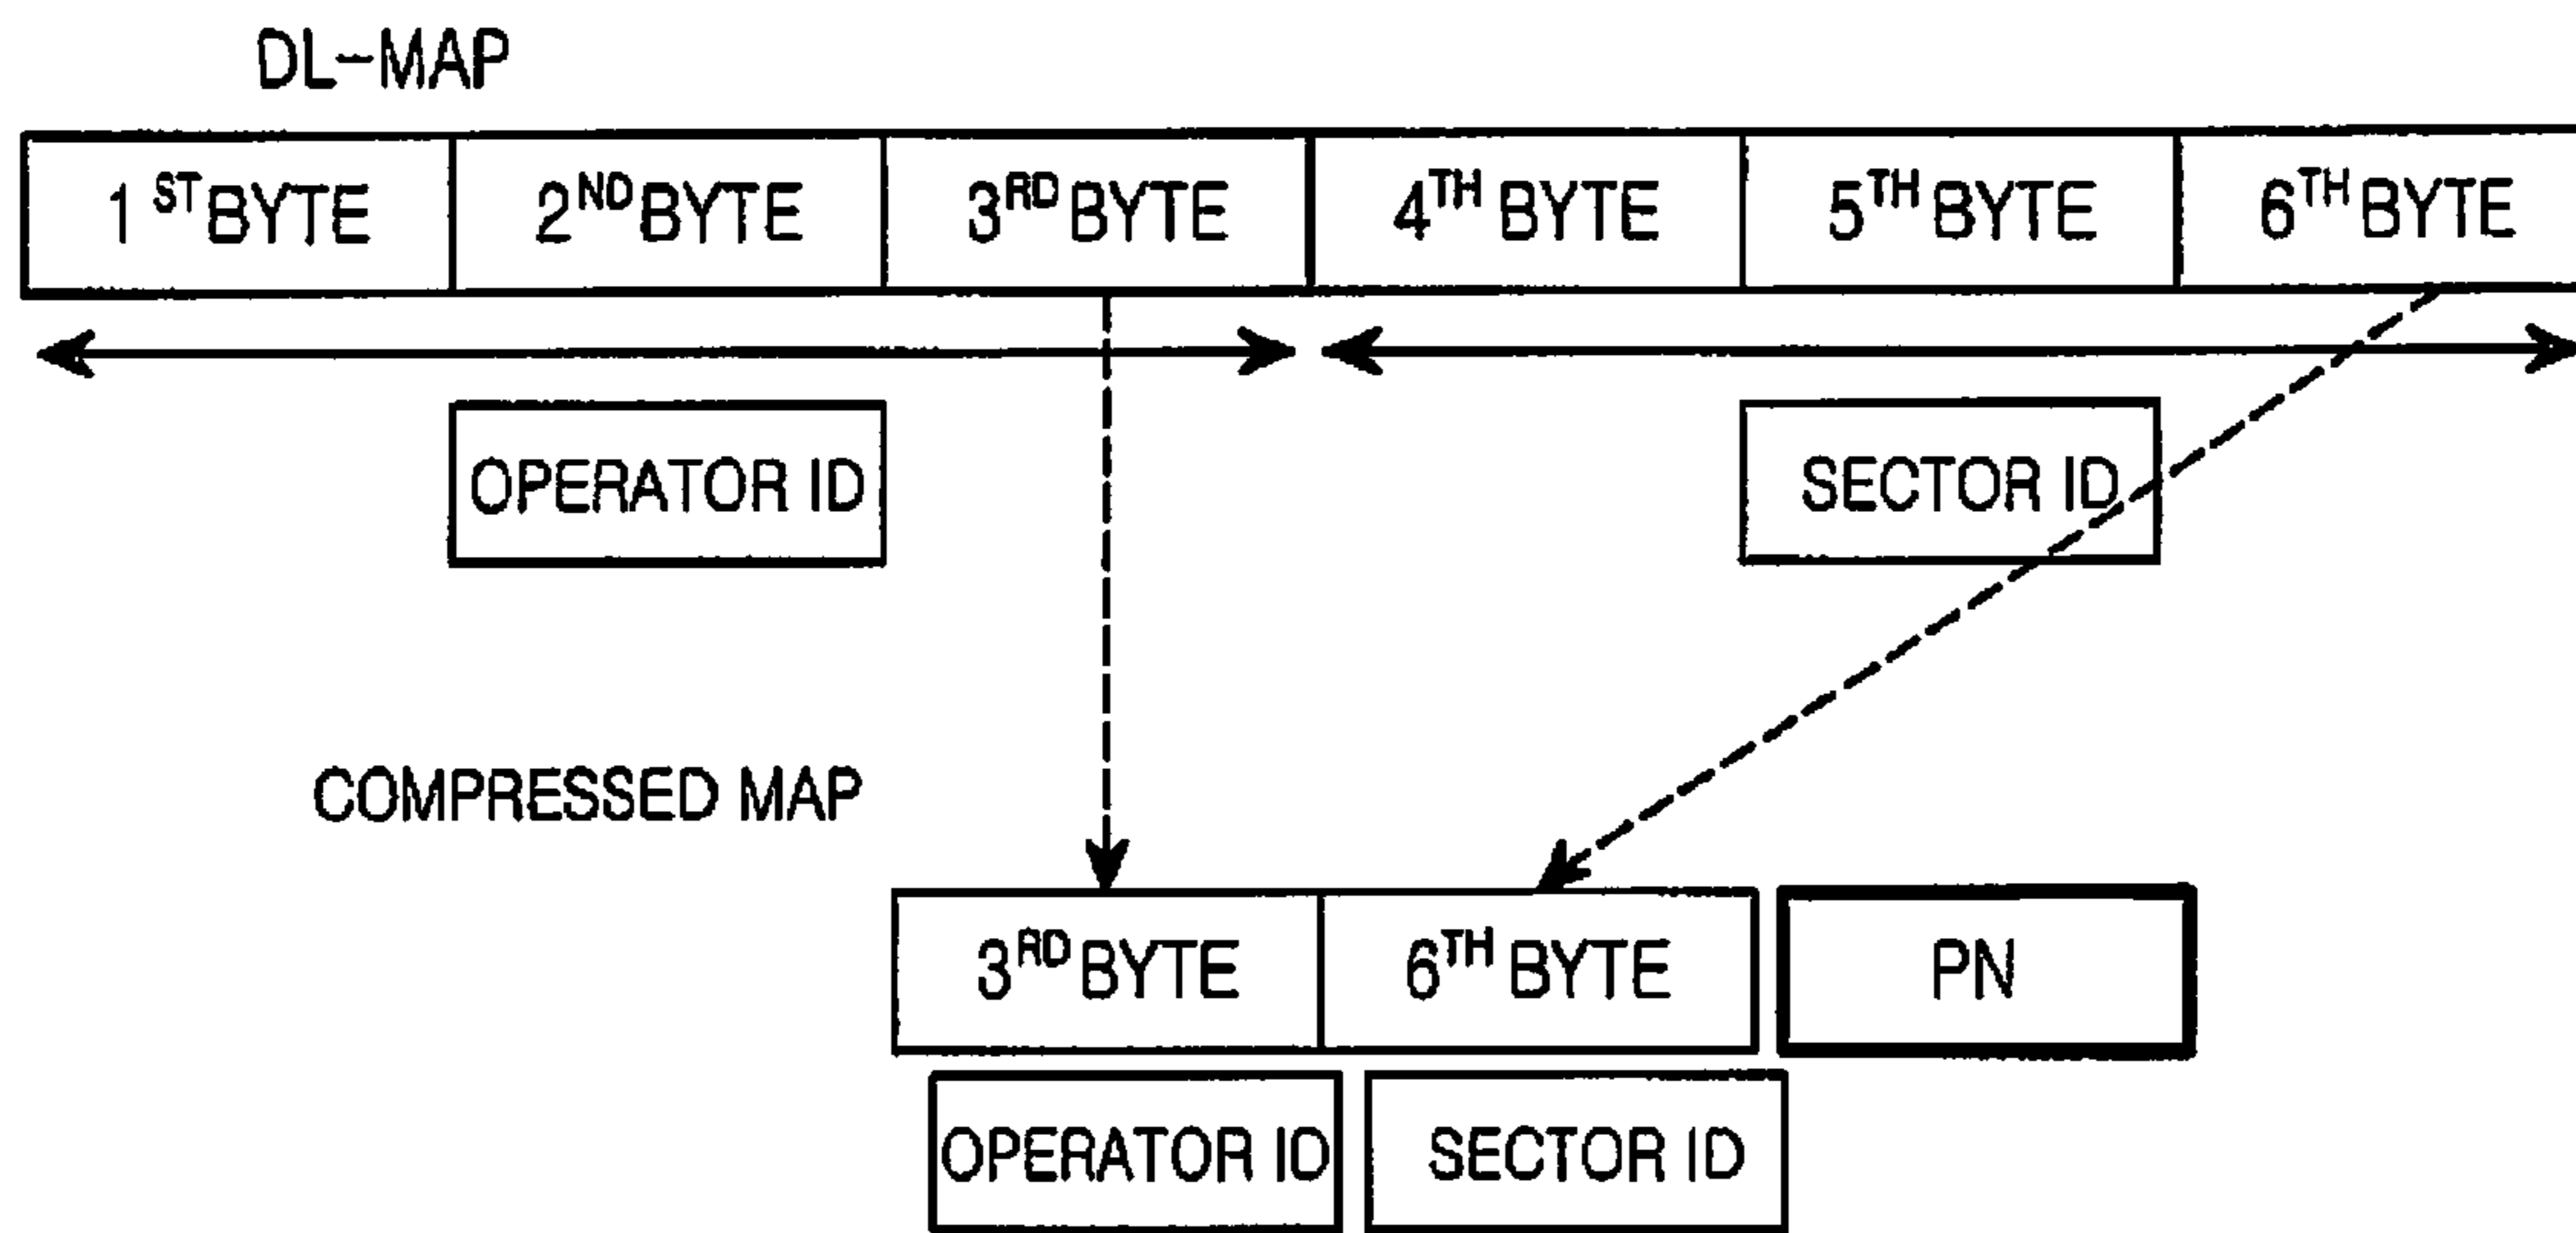 DL-MAP
1ST BYTE 2ND BYTE 3RD BYTE 4TH BYTE 5TH BYTE 6TH BYTE
OPERATOR ID SECTOR ID
COMPRESSED MAP
3RD BYTE 6TH BYTE PN
OPERATOR ID SECTOR ID